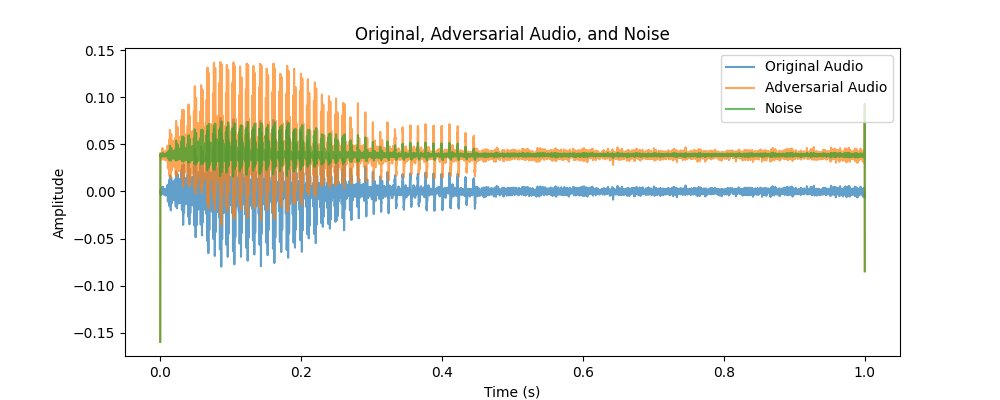 Original, Adversarial Audio, and Noise
Original Audio
Adversarial Audio
Noise
Amplitude
0.15
0.10
0.05
0.00
−0.05
−0.10
−0.15
0.0 0.2 0.4 0.6 0.8 1.0
Time (s)